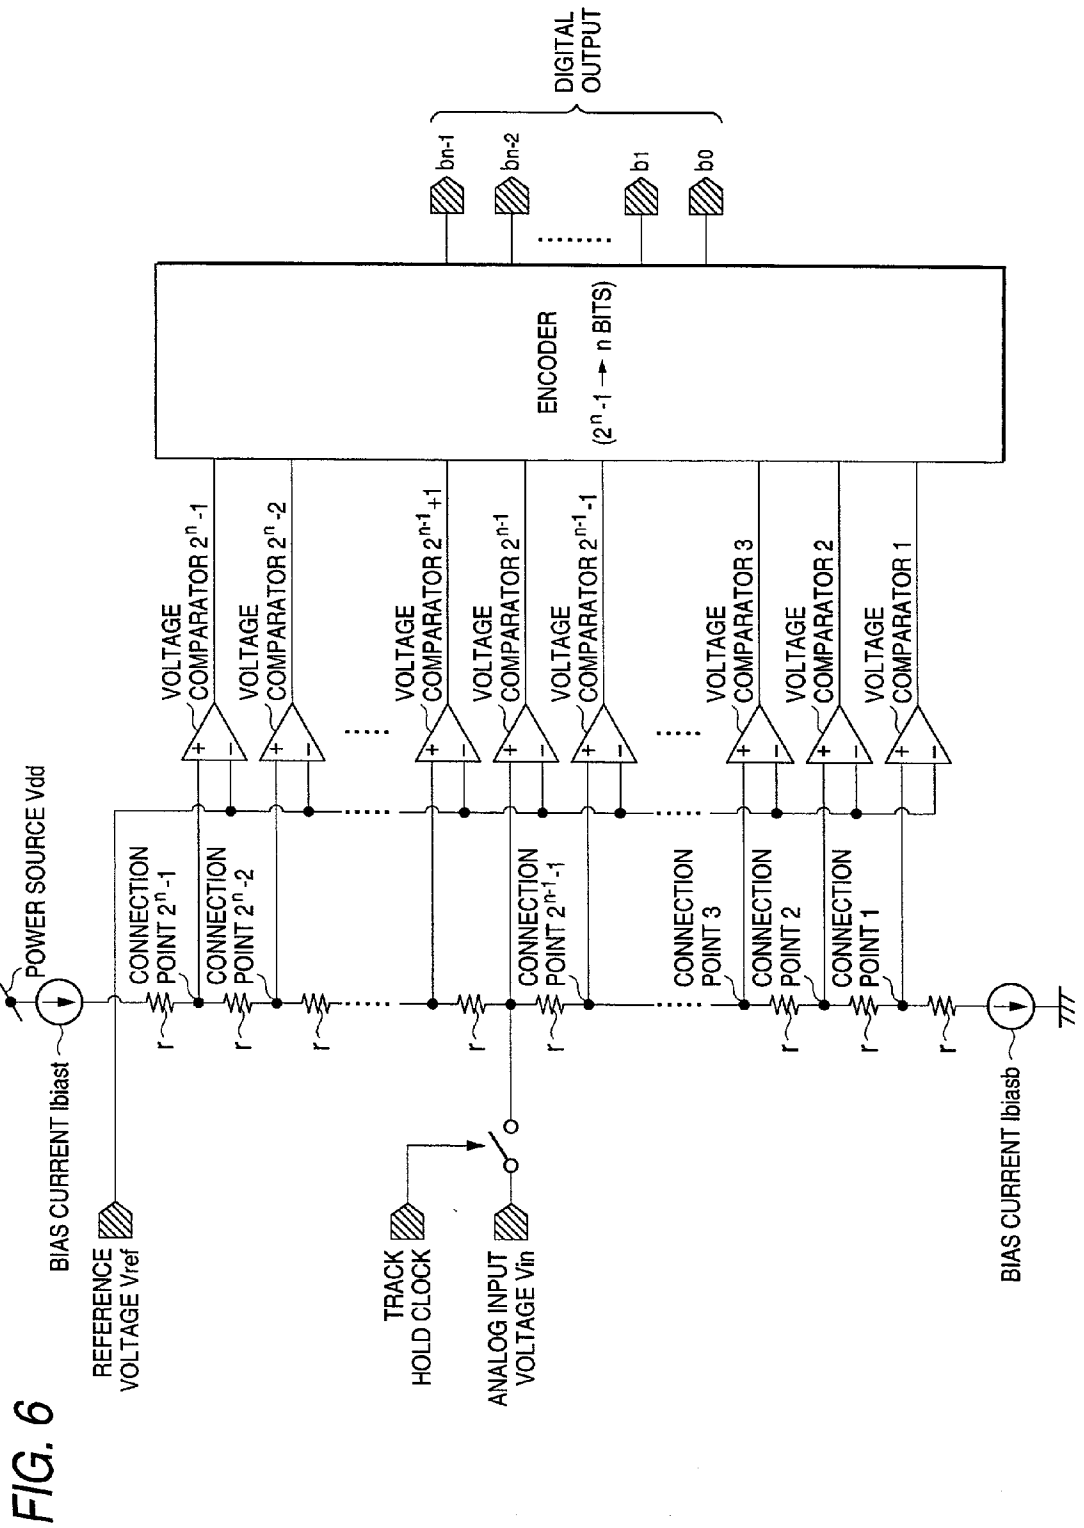 FIG. 6
POWER SOURCE Vdd
BIAS CURRENT Ibiast
REFERENCE
VOLTAGE Vref
TRACK
HOLD CLOCK
ANALOG INPUT
VOLTAGE Vin
BIAS CURRENT Ibiasb
r
r
r
r
r
r
r
r
CONNECTION
POINT 2ⁿ-1
CONNECTION
POINT 2ⁿ-2
CONNECTION
POINT 2ⁿ⁻¹-1
CONNECTION
POINT 3
CONNECTION
POINT 2
CONNECTION
POINT 1
VOLTAGE
COMPARATOR 2ⁿ-1
+
-
VOLTAGE
COMPARATOR 2ⁿ-2
+
-
VOLTAGE
COMPARATOR 2ⁿ⁻¹+1
+
-
VOLTAGE
COMPARATOR 2ⁿ⁻¹
+
-
VOLTAGE
COMPARATOR 2ⁿ⁻¹-1
+
-
VOLTAGE
COMPARATOR 3
+
-
VOLTAGE
COMPARATOR 2
+
-
VOLTAGE
COMPARATOR 1
+
-
ENCODER
(2ⁿ-1 → n BITS)
bn-1
bn-2
b1
b0
DIGITAL
OUTPUT